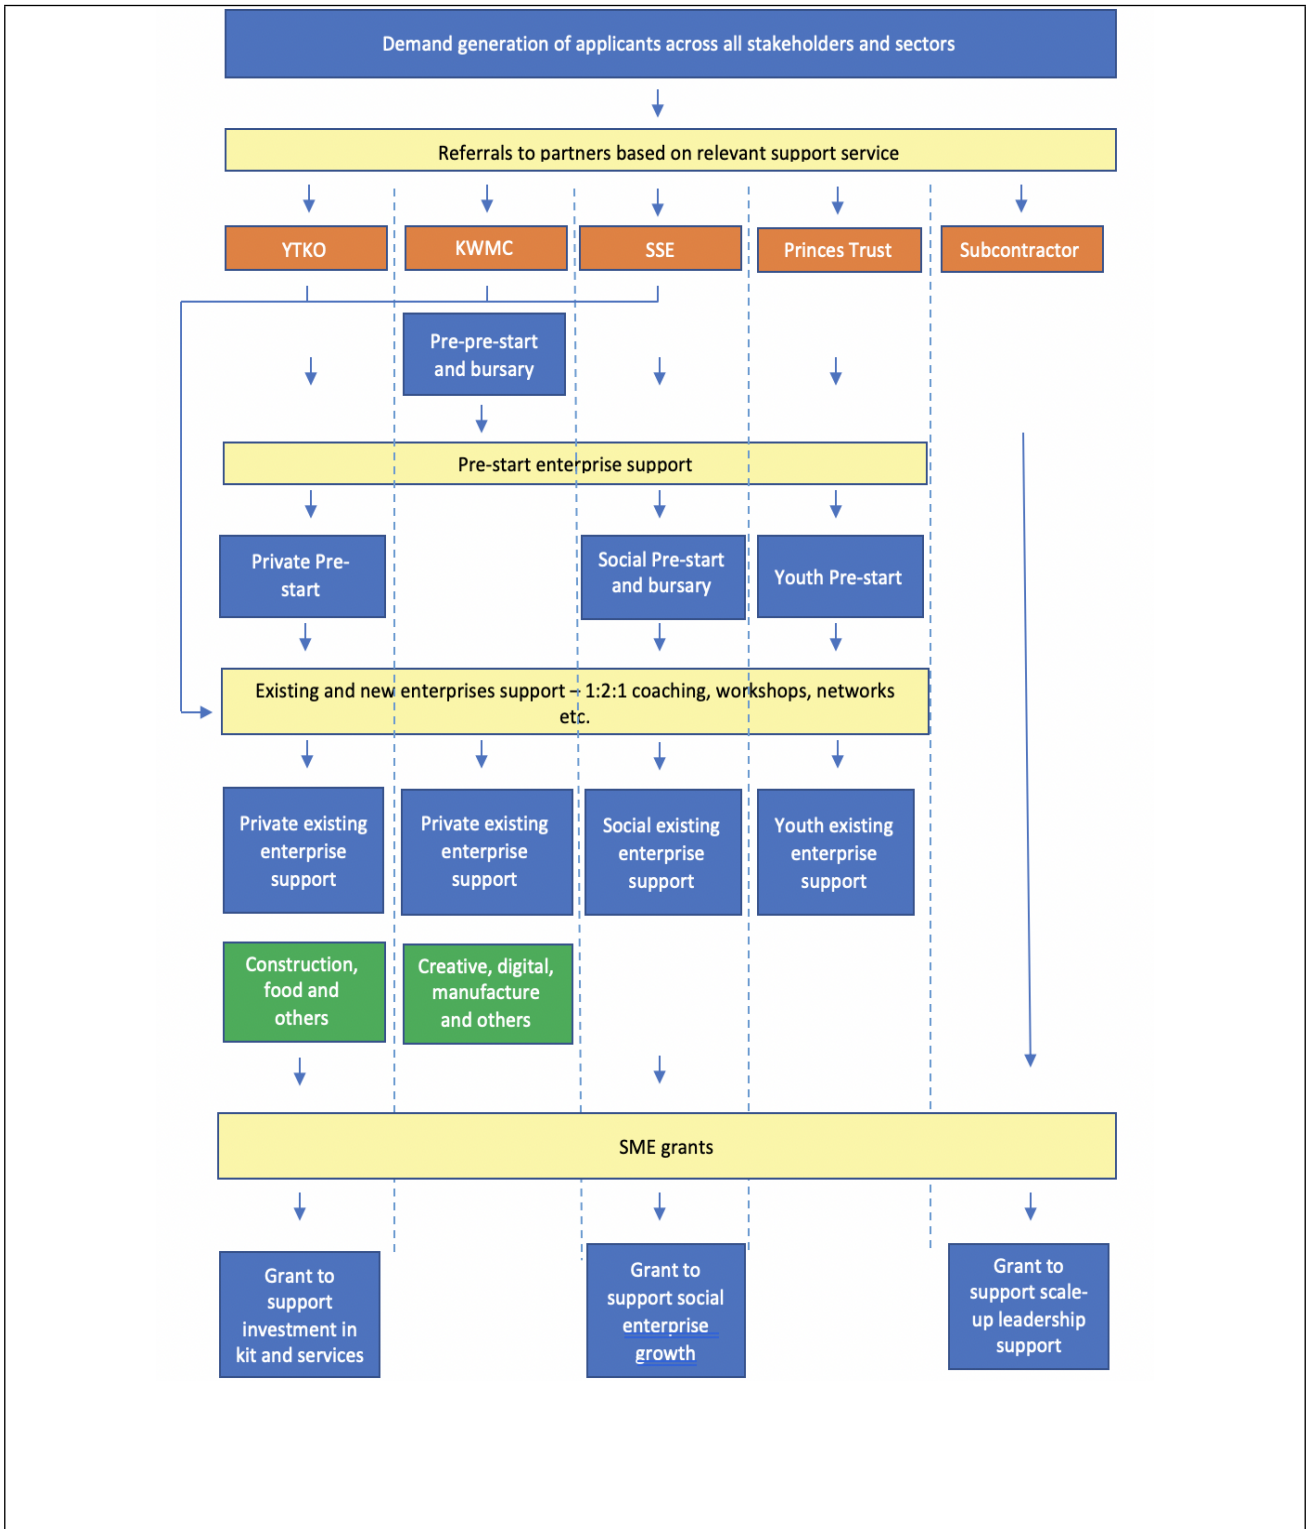 Demand generation of applicants across all stakeholders and sectors
Referrals to partners based on relevant support service
YTKO
KWMC
SSE
Princes Trust
Subcontractor
Pre-pre-start
and bursary
Pre-start enterprise support
Private Pre-
start
Social Pre-start
and bursary
Youth Pre-start
Existing and new enterprises support – 1:2:1 coaching, workshops, networks
etc.
Private existing
enterprise
support
Private existing
enterprise
support
Social existing
enterprise
support
Youth existing
enterprise
support
Construction,
food and
others
Creative, digital,
manufacture
and others
SME grants
Grant to
support
investment in
kit and services
Grant to
support social
enterprise
growth
Grant to
support scale-
up leadership
support